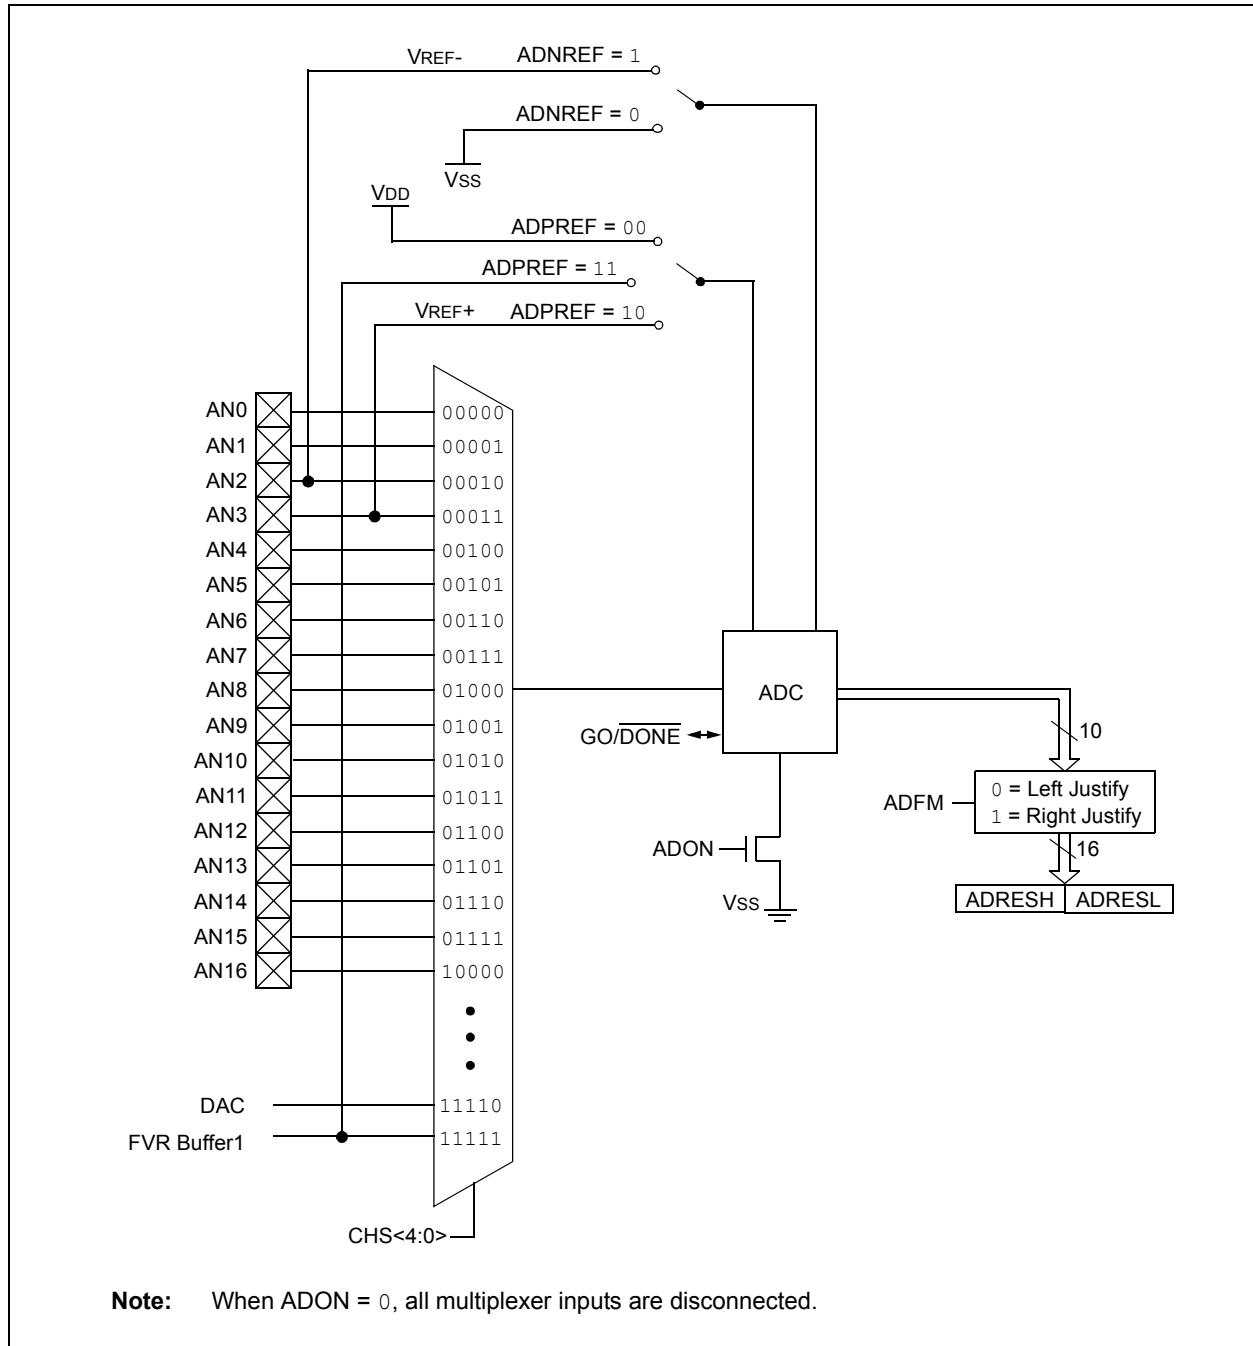 VREF- ADNREF = 1
ADNREF = 0
VSS
VDD
ADPREF = 00
ADPREF = 11
VREF+ ADPREF = 10
AN0 00000
AN1 00001
AN2 00010
AN3 00011
AN4 00100
AN5 00101
AN6 00110
AN7 00111
AN8 01000
AN9 01001
AN10 01010
AN11 01011
AN12 01100
AN13 01101
AN14 01110
AN15 01111
AN16 10000
DAC 11110
FVR Buffer1 11111
CHS<4:0>
ADC
GO/DONE
ADON
VSS
10
ADFM
0 = Left Justify
1 = Right Justify
16
ADRESH ADRESL
Note: When ADON = 0, all multiplexer inputs are disconnected.